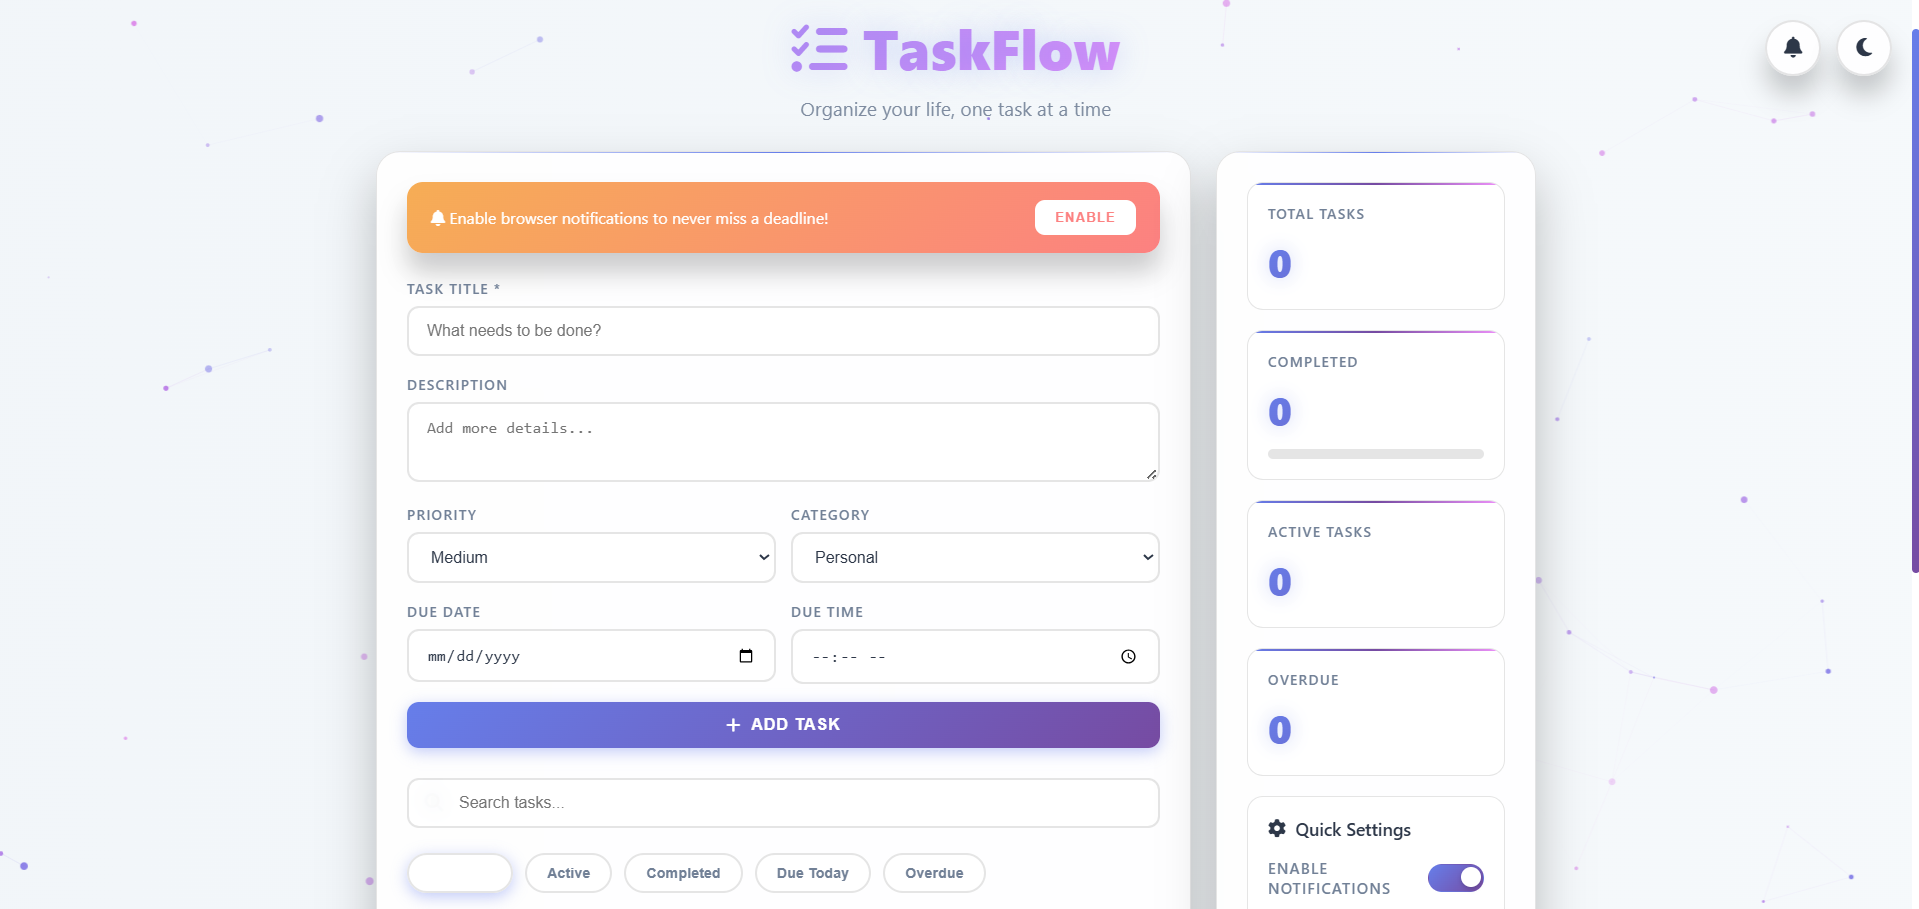 TaskFlow
Organize your life, one task at a time
Enable browser notifications to never miss a deadline!
ENABLE
TASK TITLE *
What needs to be done?
DESCRIPTION
Add more details...
PRIORITY
CATEGORY
Medium
Personal
DUE DATE
DUE TIME
mm/dd/yyyy
--:-- --
+ ADD TASK
Search tasks...
Active
Completed
Due Today
Overdue
TOTAL TASKS
0
COMPLETED
0
ACTIVE TASKS
0
OVERDUE
0
Quick Settings
ENABLE
NOTIFICATIONS